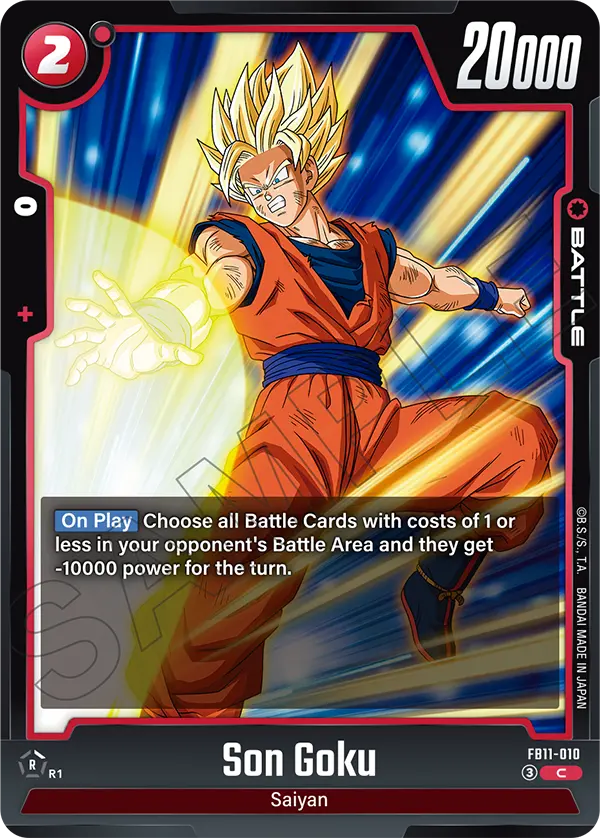 2
20000
0
+
BATTLE
SAMPLE
On Play Choose all Battle Cards with costs of 1 or
less in your opponent's Battle Area and they get
-10000 power for the turn.
©B.S./S., T.A. BANDAI MADE IN JAPAN
R R1
Son Goku
FB11-010
3 C
Saiyan